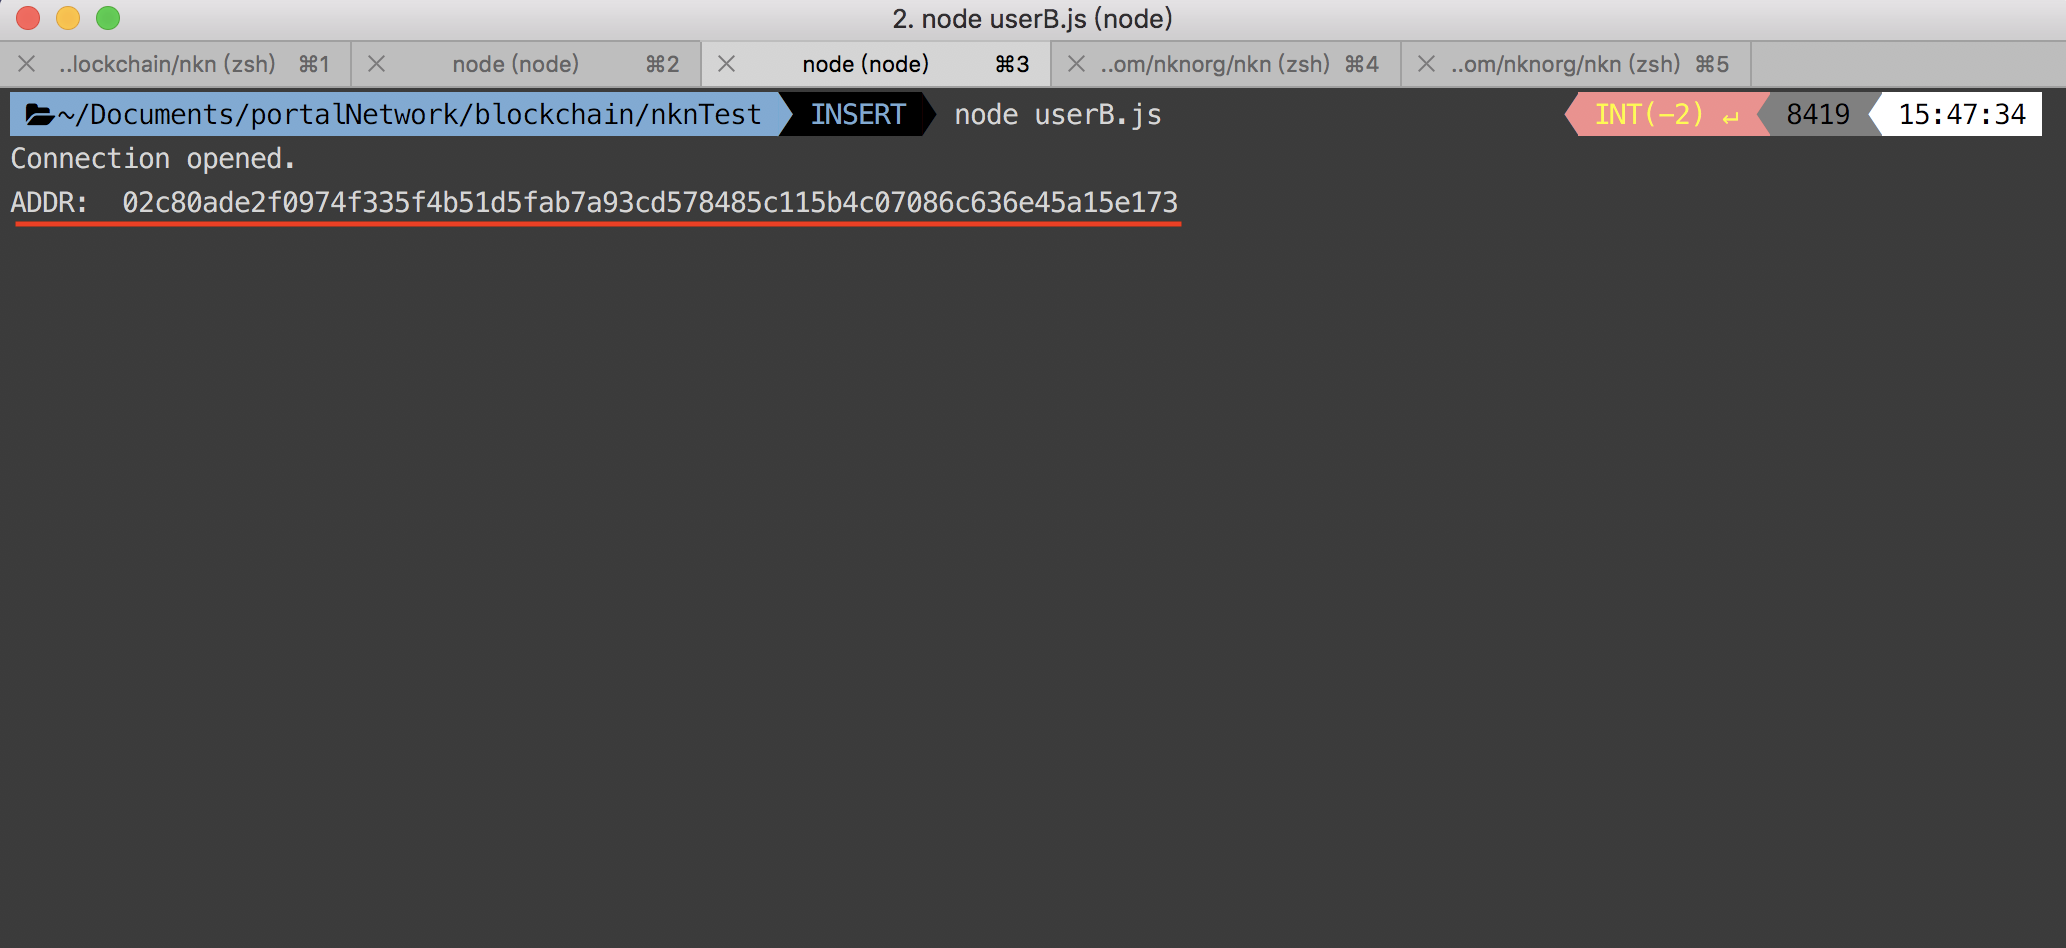 2. node userB.js (node)
..lockchain/nkn (zsh) ⌘1 node (node) ⌘2 node (node) ⌘3 ..om/nknorg/nkn (zsh) ⌘4 ..om/nknorg/nkn (zsh) ⌘5
~/Documents/portalNetwork/blockchain/nknTest INSERT node userB.js INT(-2) ↵ 8419 15:47:34
Connection opened.
ADDR: 02c80ade2f0974f335f4b51d5fab7a93cd578485c115b4c07086c636e45a15e173